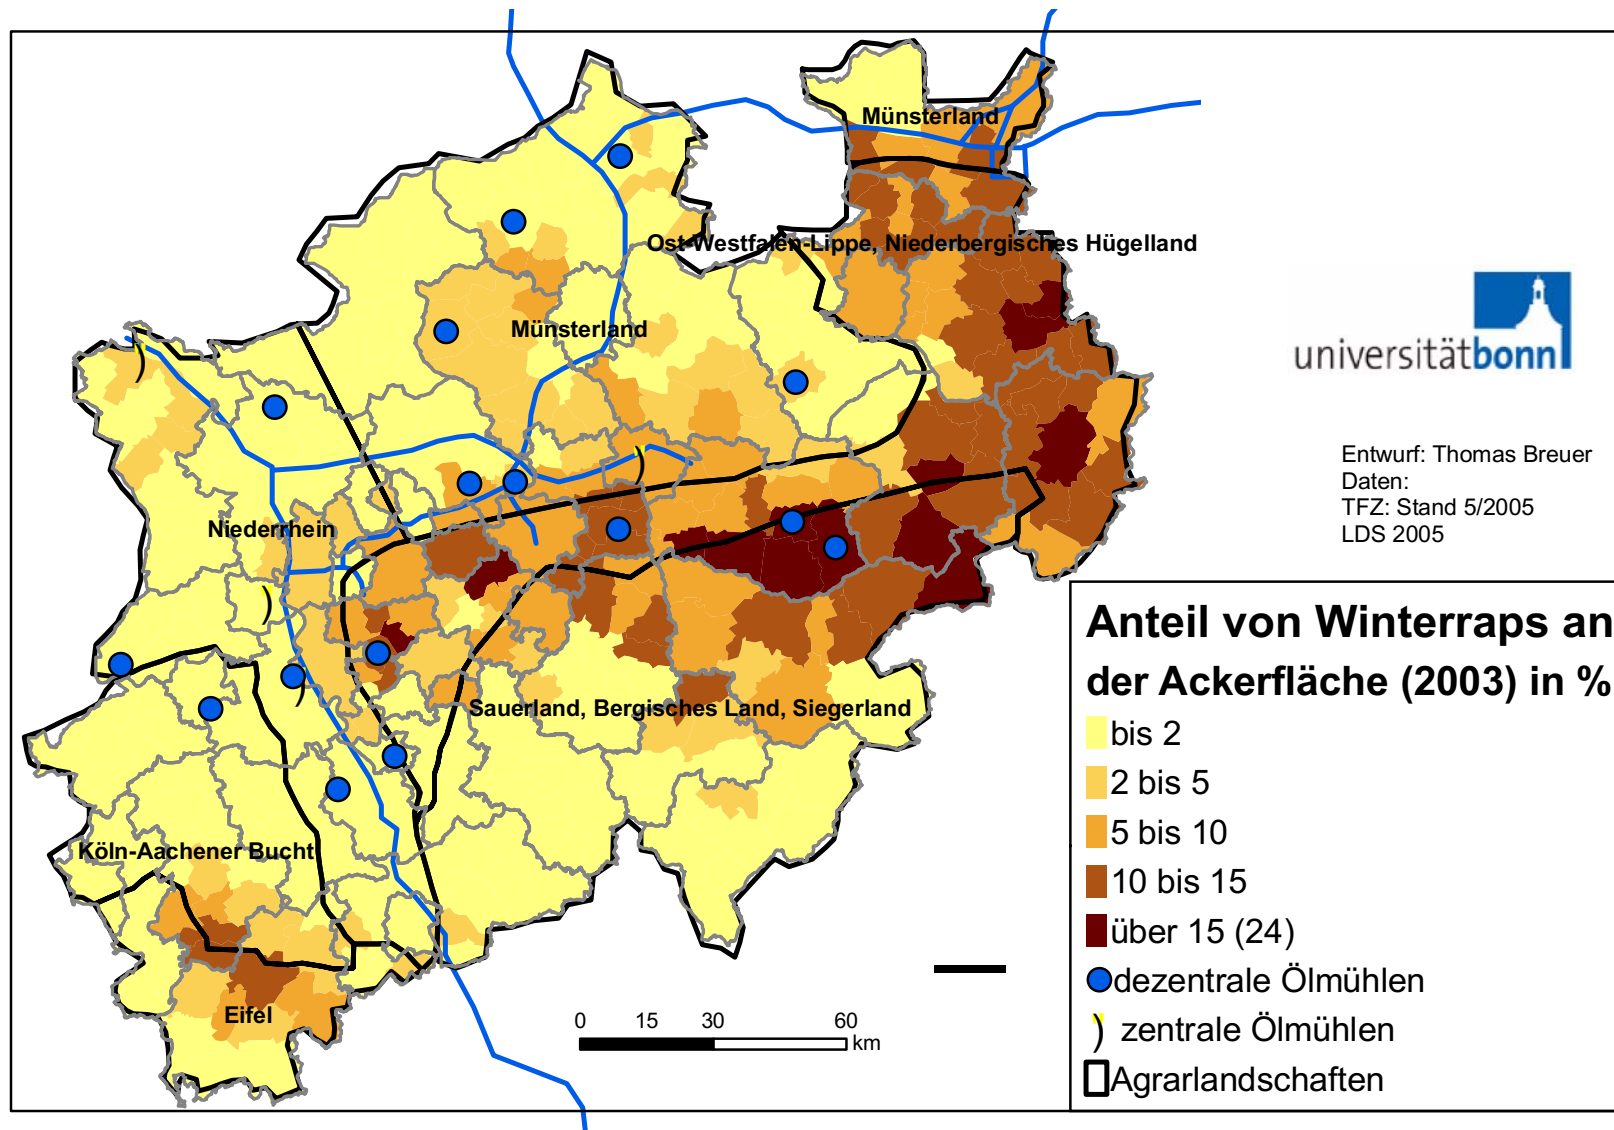 Münsterland
Ost-Westfalen-Lippe, Niederbergisches Hügelland
Münsterland
universitätbonn
Entwurf: Thomas Breuer
Daten:
TFZ: Stand 5/2005
LDS 2005
Niederrhein
Sauerland, Bergisches Land, Siegerland
Köln-Aachener Bucht
Eifel
0 15 30 60
km
Anteil von Winterraps an
der Ackerfläche (2003) in %
bis 2
2 bis 5
5 bis 10
10 bis 15
über 15 (24)
dezentrale Ölmühlen
) zentrale Ölmühlen
Agrarlandschaften